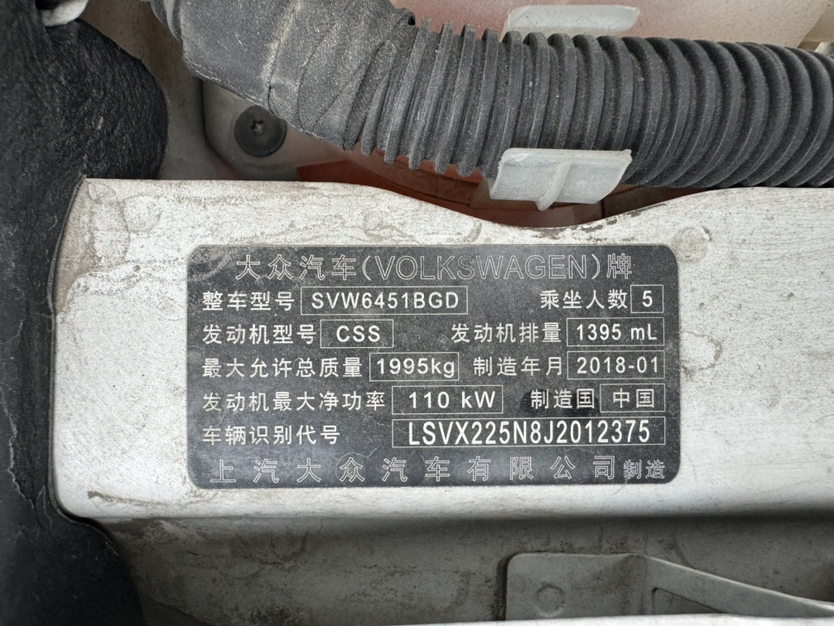 大众汽车(VOLKSWAGEN)牌
整车型号 SVW6451BGD 乘坐人数 5
发动机型号 CSS 发动机排量 1395 mL
最大允许总质量 1995kg 制造年月 2018-01
发动机最大净功率 110 kW 制造国 中国
车辆识别代号 LSVX225N8J2012375
上汽大众汽车有限公司制造